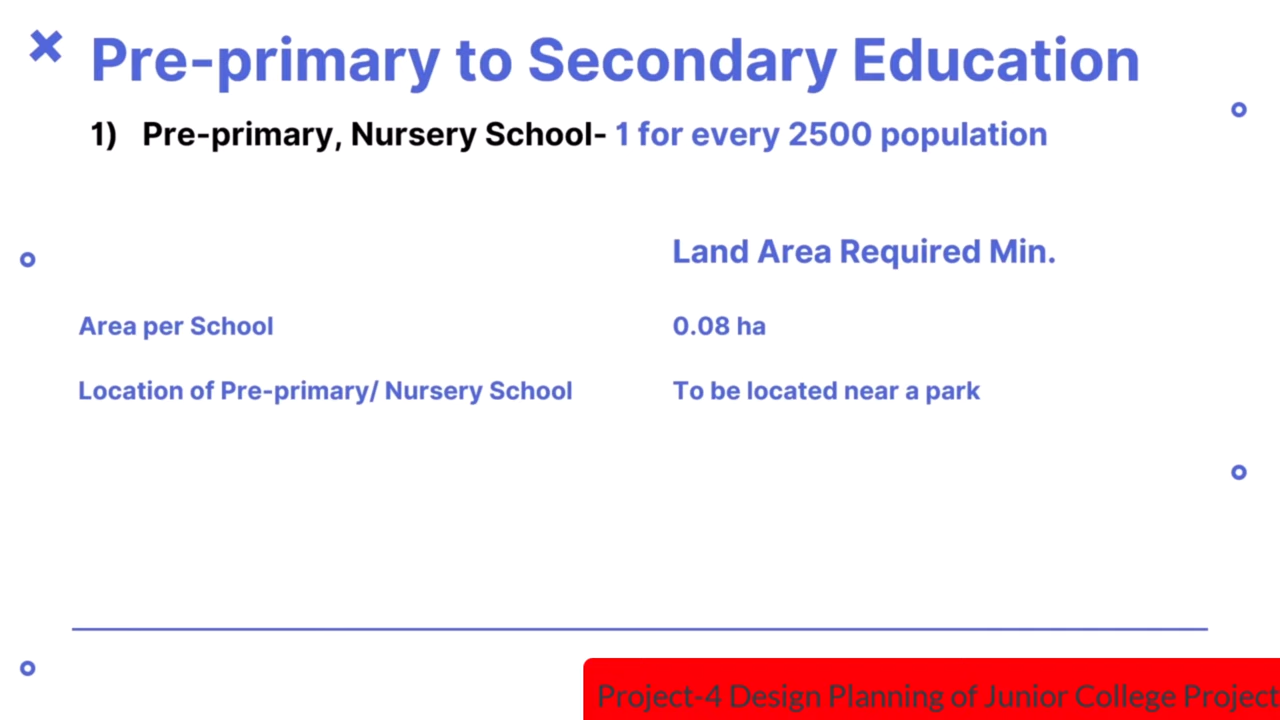 Pre-primary to Secondary Education
1) Pre-primary, Nursery School- 1 for every 2500 population
Land Area Required Min.
Area per School 0.08 ha
Location of Pre-primary/ Nursery School To be located near a park
Project-4 Design Planning of Junior College Project